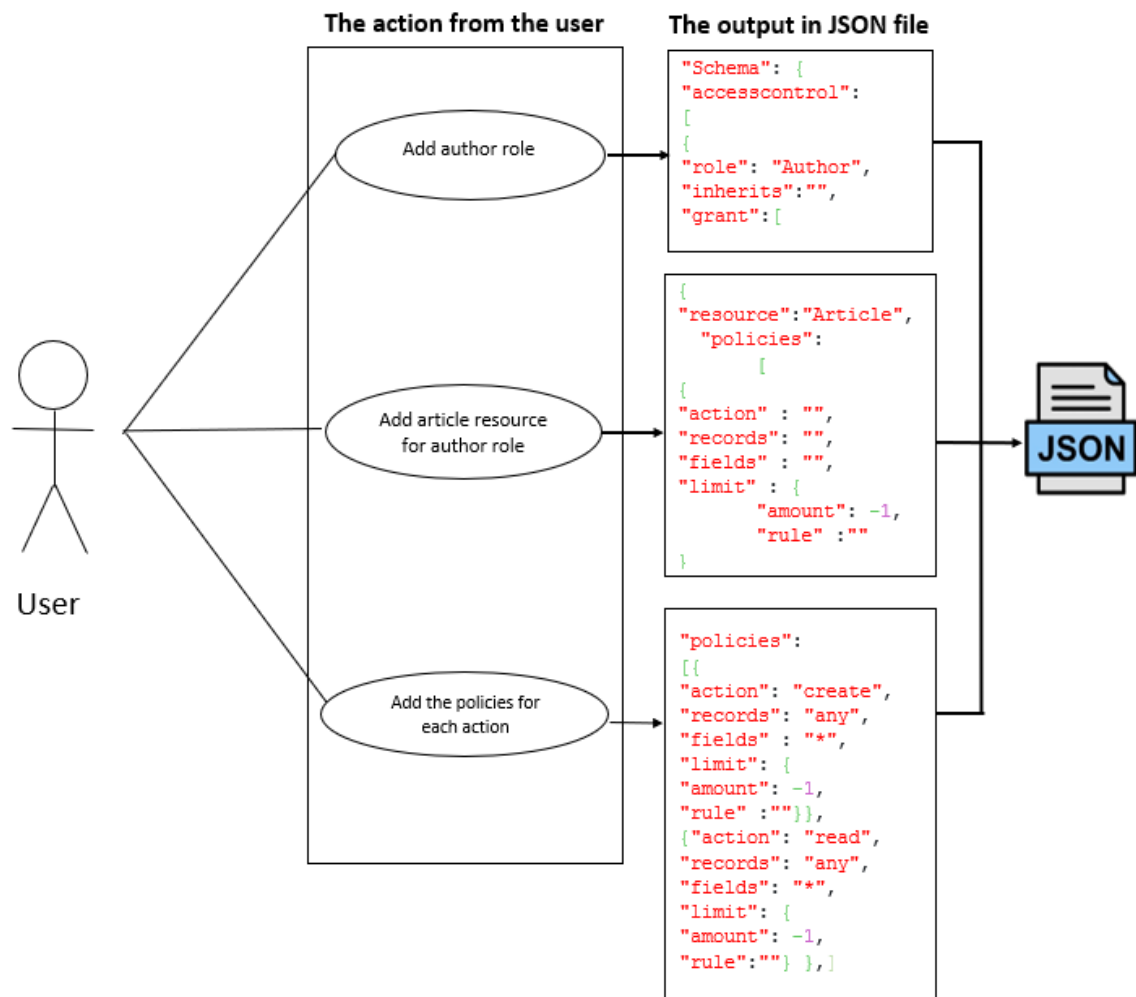 The action from the user
The output in JSON file
Add author role
"Schema": {
"accesscontrol":
[
{
"role": "Author",
"inherits":"",
"grant":[
Add article resource
for author role
{
"resource":"Article",
"policies":
[
{
"action" : "",
"records": "",
"fields" : "",
"limit" : {
"amount": -1,
"rule" :""
}
JSON
User
Add the policies for
each action
"policies":
[{
"action": "create",
"records": "any",
"fields" : "*",
"limit": {
"amount": -1,
"rule" :""}},
{"action": "read",
"records": "any",
"fields": "*",
"limit": {
"amount": -1,
"rule":""} },]